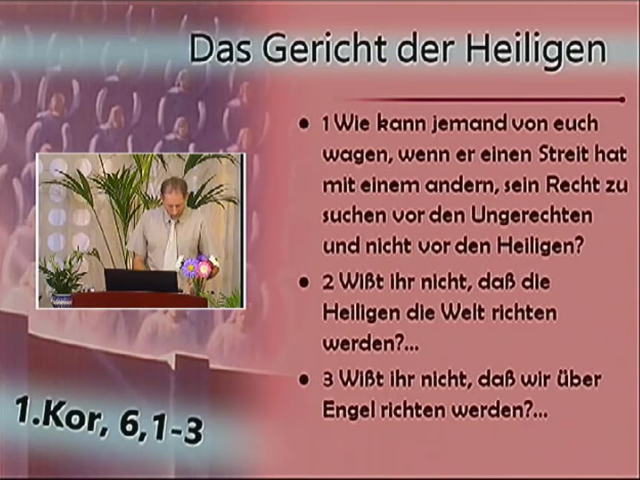 Das Gericht der Heiligen
• 1 Wie kann jemand von euch
wagen, wenn er einen Streit hat
mit einem andern, sein Recht zu
suchen vor den Ungerechten
und nicht vor den Heiligen?
• 2 Wißt ihr nicht, daß die
Heiligen die Welt richten
werden?...
• 3 Wißt ihr nicht, daß wir über
Engel richten werden?...
1.Kor, 6,1-3